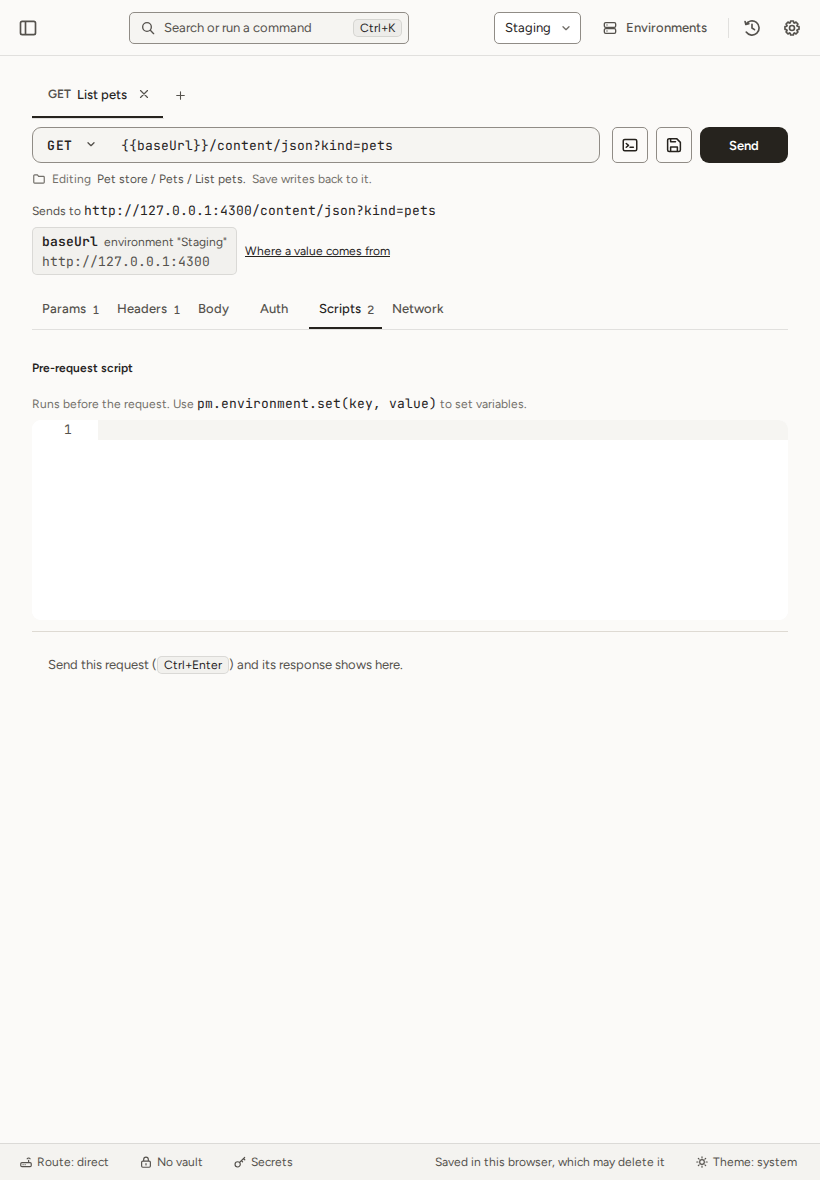 Search or run a command Ctrl+K Staging Environments
GET List pets
GET {{baseUrl}}/content/json?kind=pets Send
Editing Pet store / Pets / List pets. Save writes back to it.
Sends to http://127.0.0.1:4300/content/json?kind=pets
baseUrl environment "Staging"
http://127.0.0.1:4300
Where a value comes from
Params 1 Headers 1 Body Auth Scripts 2 Network
Pre-request script
Runs before the request. Use pm.environment.set(key, value) to set variables.
1
Send this request (Ctrl+Enter) and its response shows here.
Route: direct No vault Secrets Saved in this browser, which may delete it Theme: system